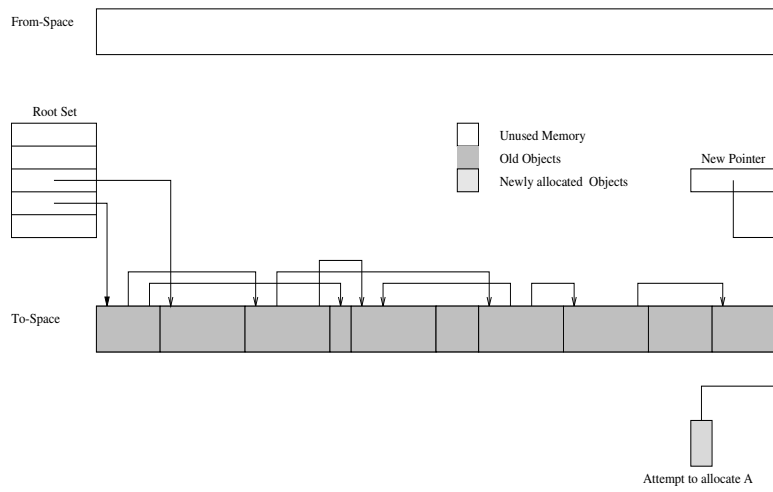 From-Space
Root Set
Unused Memory
Old Objects
New Pointer
Newly allocated Objects
To-Space
Attempt to allocate A